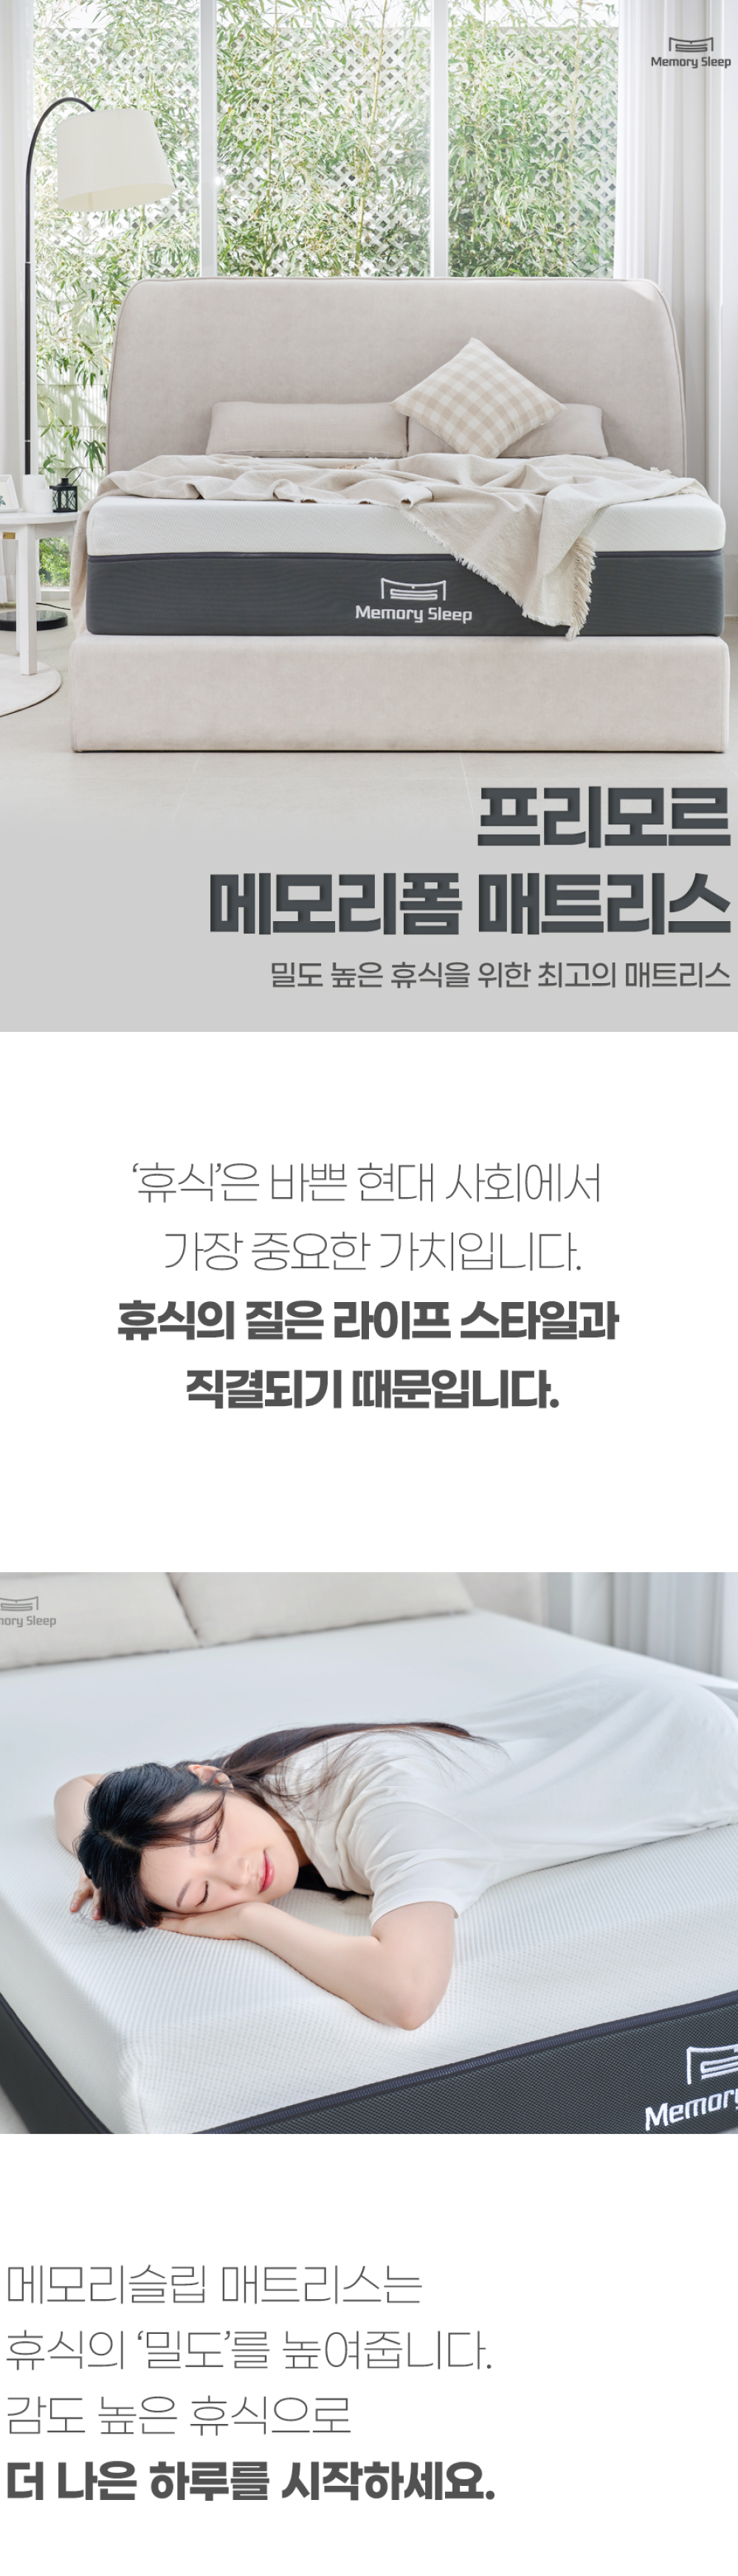 Memory Sleep
Memory Sleep
프리모르
메모리폼 매트리스
밀도 높은 휴식을 위한 최고의 매트리스
‘휴식’은 바쁜 현대 사회에서
가장 중요한 가치입니다.
휴식의 질은 라이프 스타일과
직결되기 때문입니다.
mory Sleep
Memory
메모리슬립 매트리스는
휴식의 ‘밀도’를 높여줍니다.
감도 높은 휴식으로
더 나은 하루를 시작하세요.